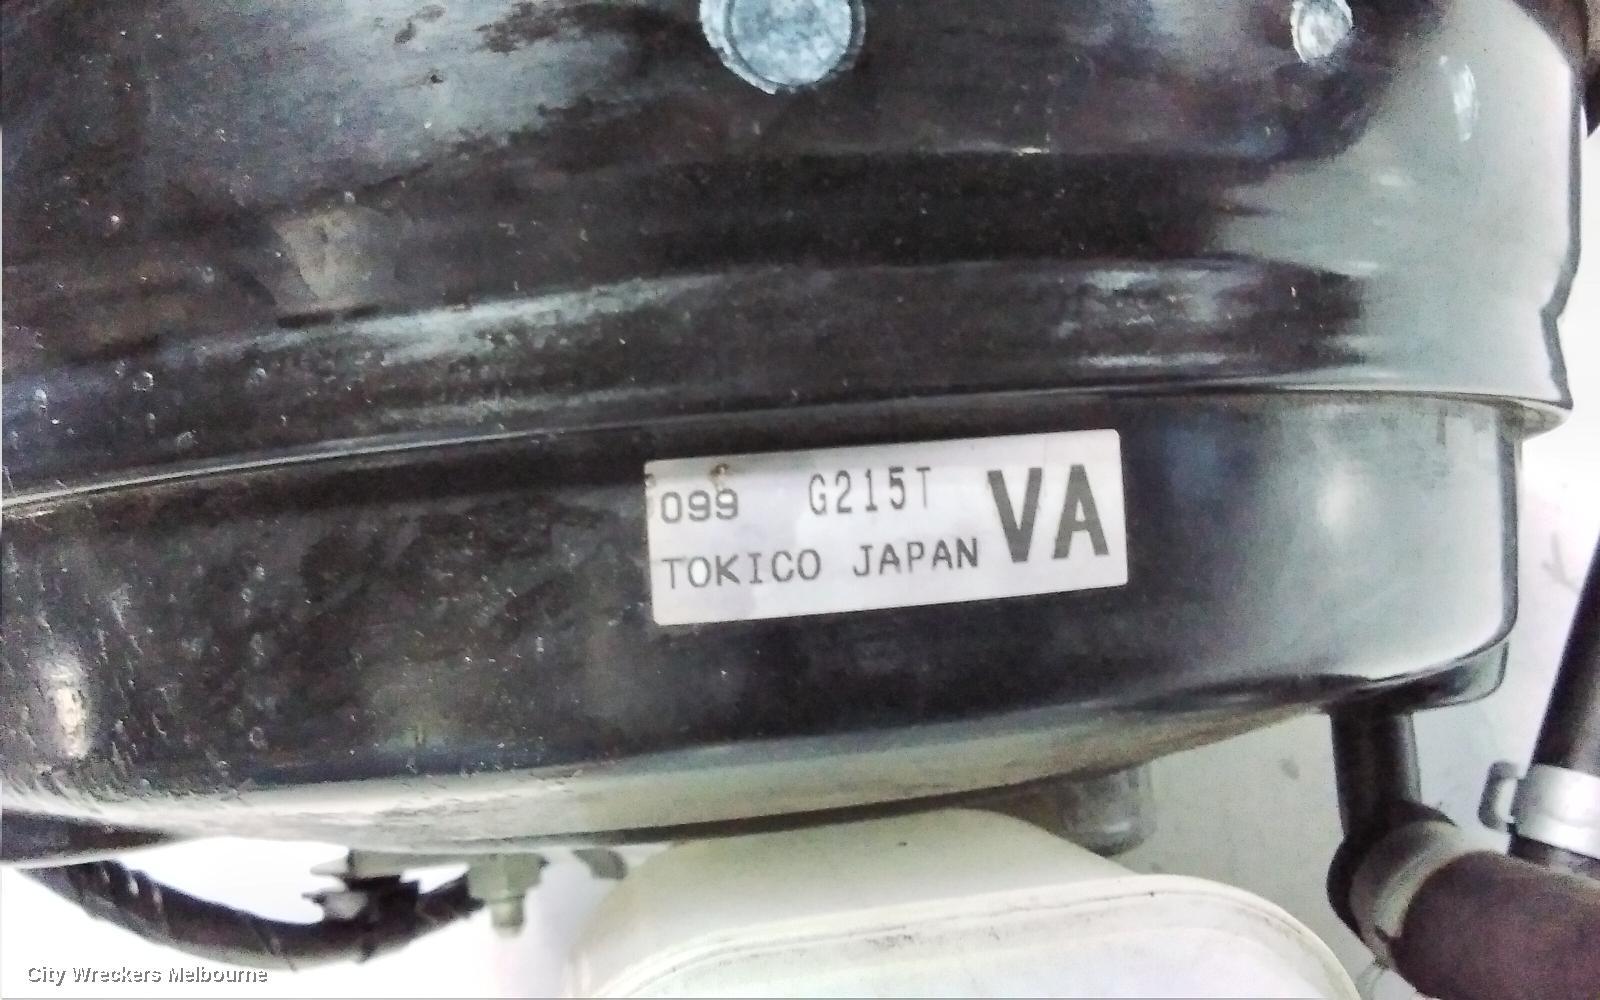 099 G215T VA
TOKICO JAPAN
City Wreckers Melbourne